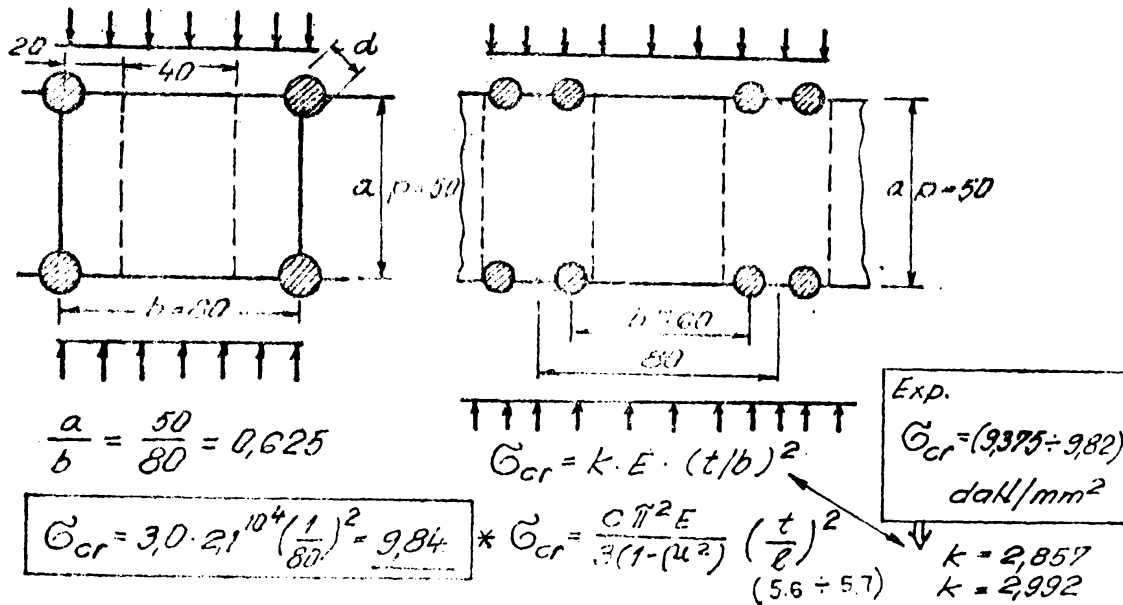 20
40
d
a p=50
b=80
a p=50
b=60
80
a/b = 50/80 = 0,625
σcr = 3,0·2,1 10⁴(1/80)² = 9,84
σcr = K·E·(t/b)²
* σcr = Cπ²E/3(1-μ²) (t/ℓ)²
(5.6 ÷ 5.7)
Exp.
σcr = (9,375 ÷ 9,82)
daN/mm²
k = 2,857
k = 2,992